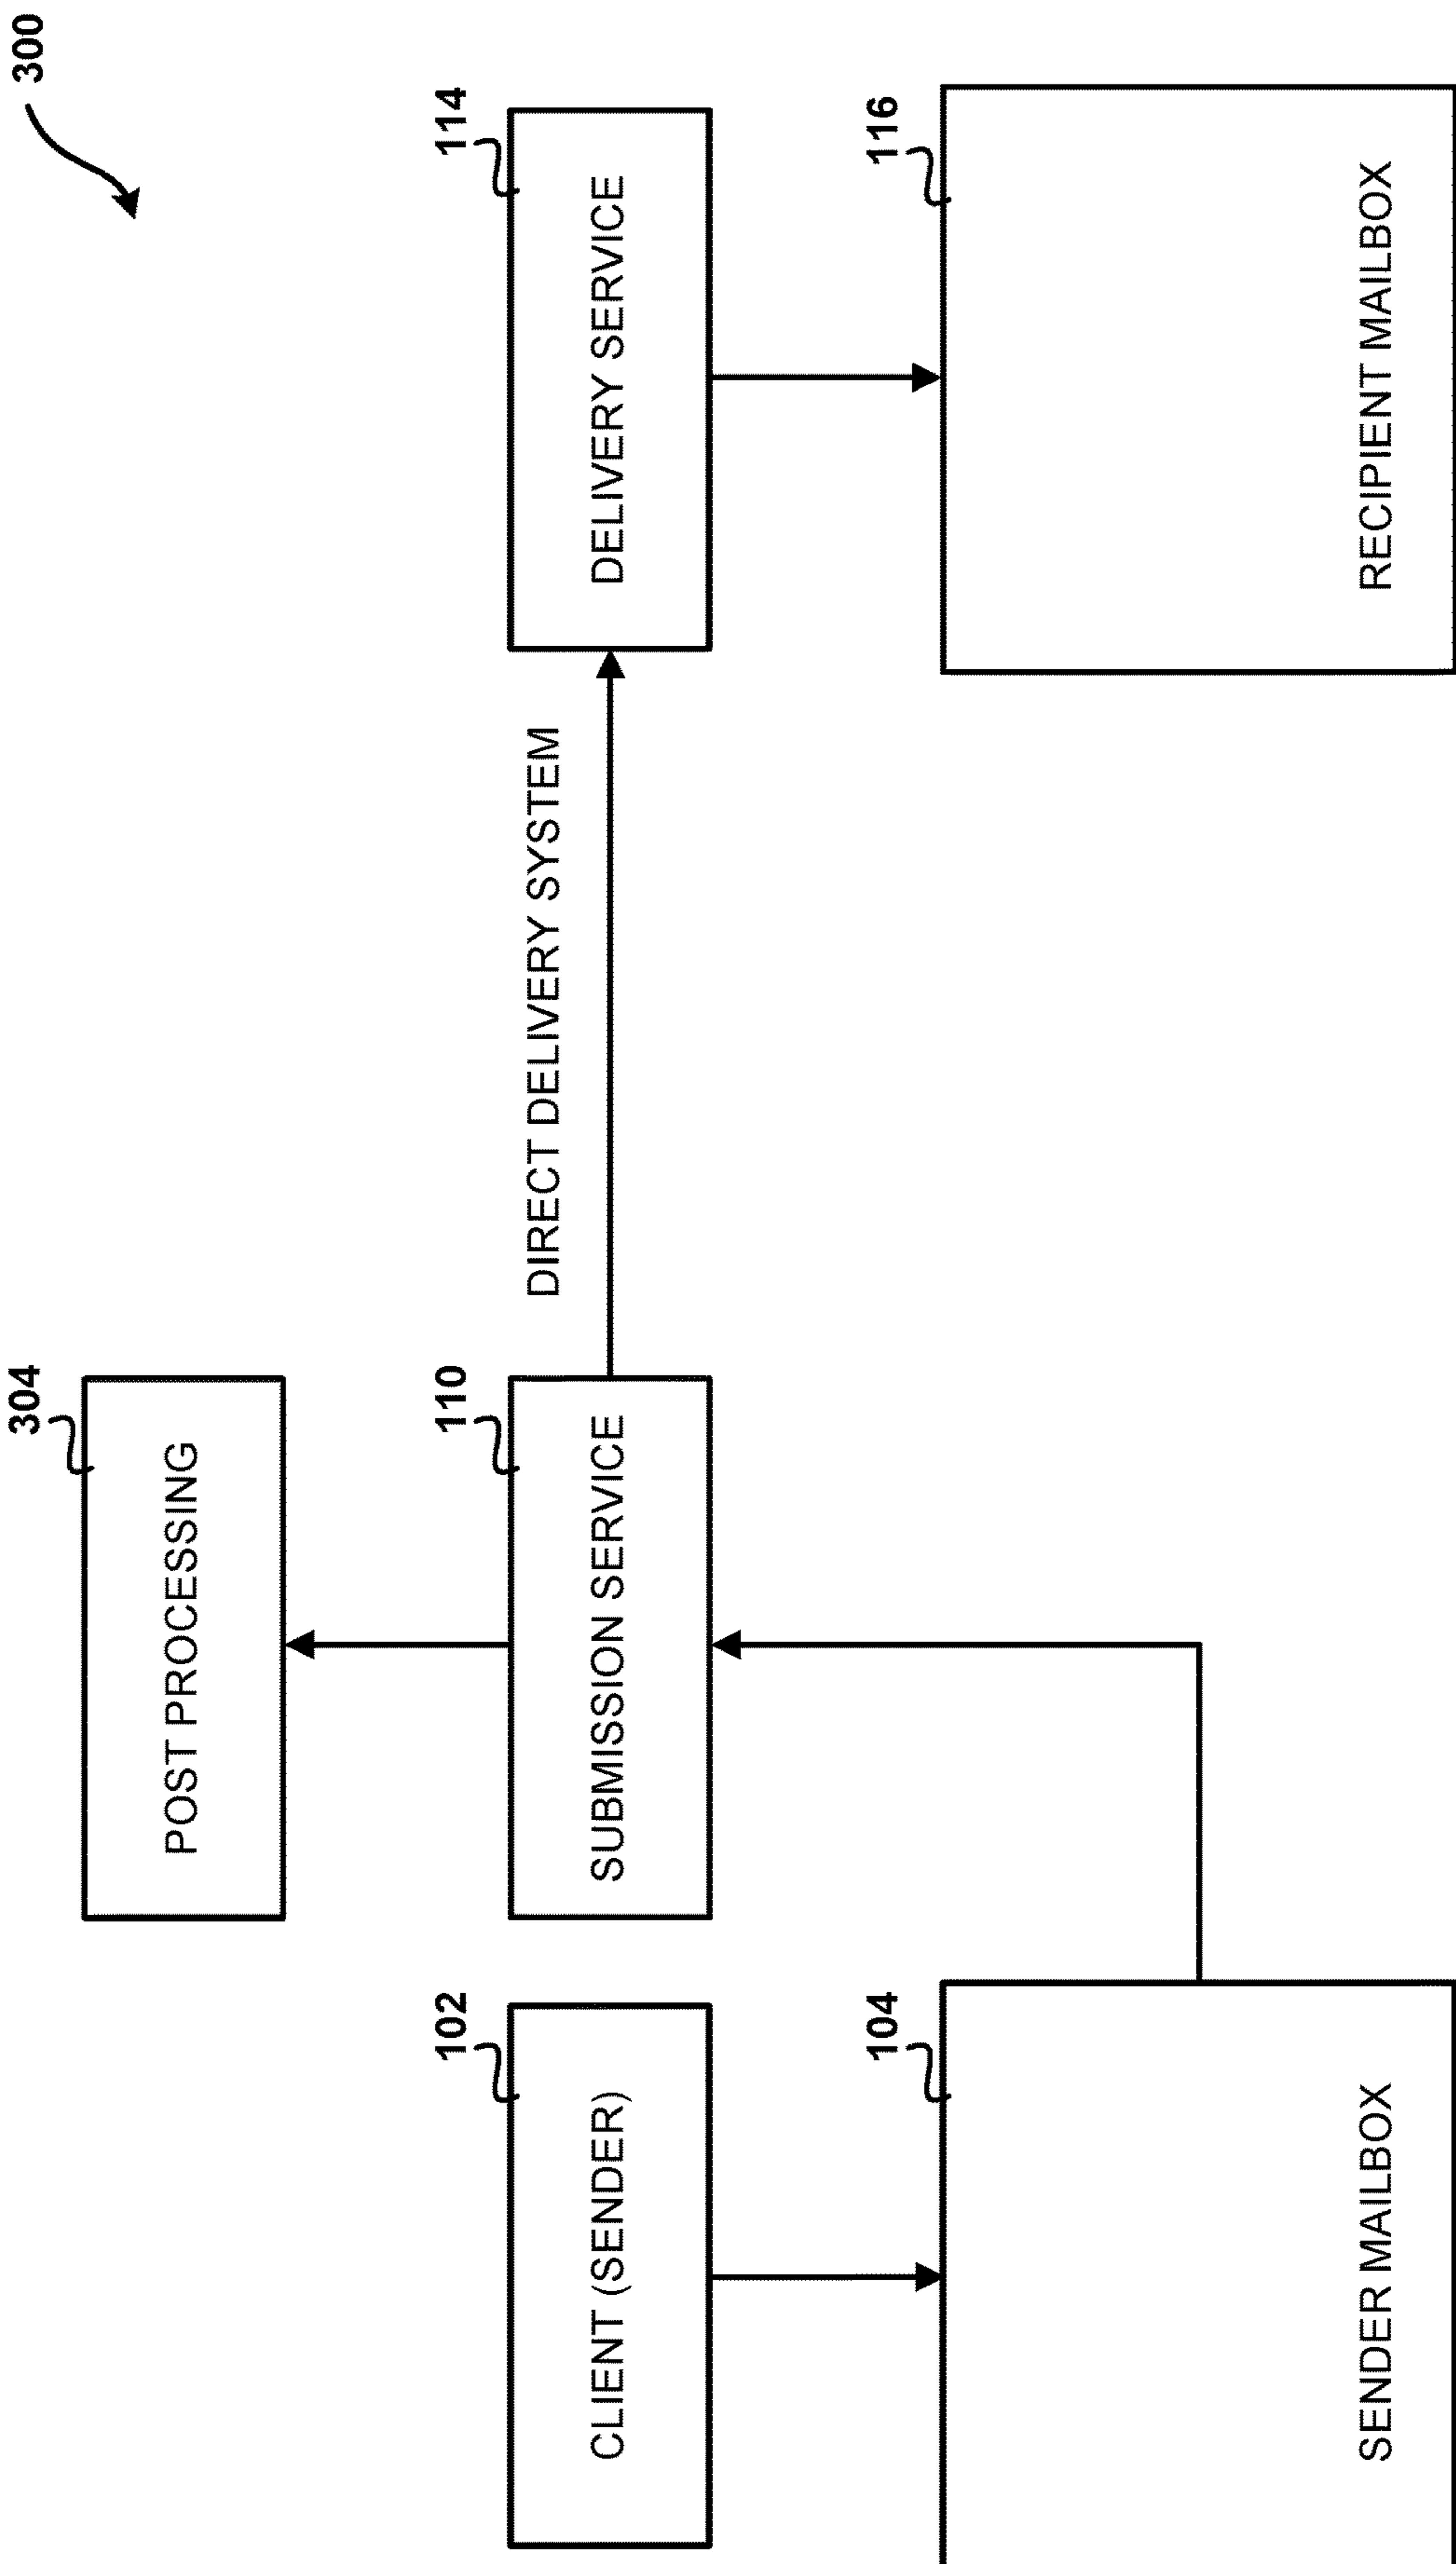 300
304
POST PROCESSING
102
CLIENT (SENDER)
110
SUBMISSION SERVICE
DIRECT DELIVERY SYSTEM
114
DELIVERY SERVICE
104
SENDER MAILBOX
116
RECIPIENT MAILBOX